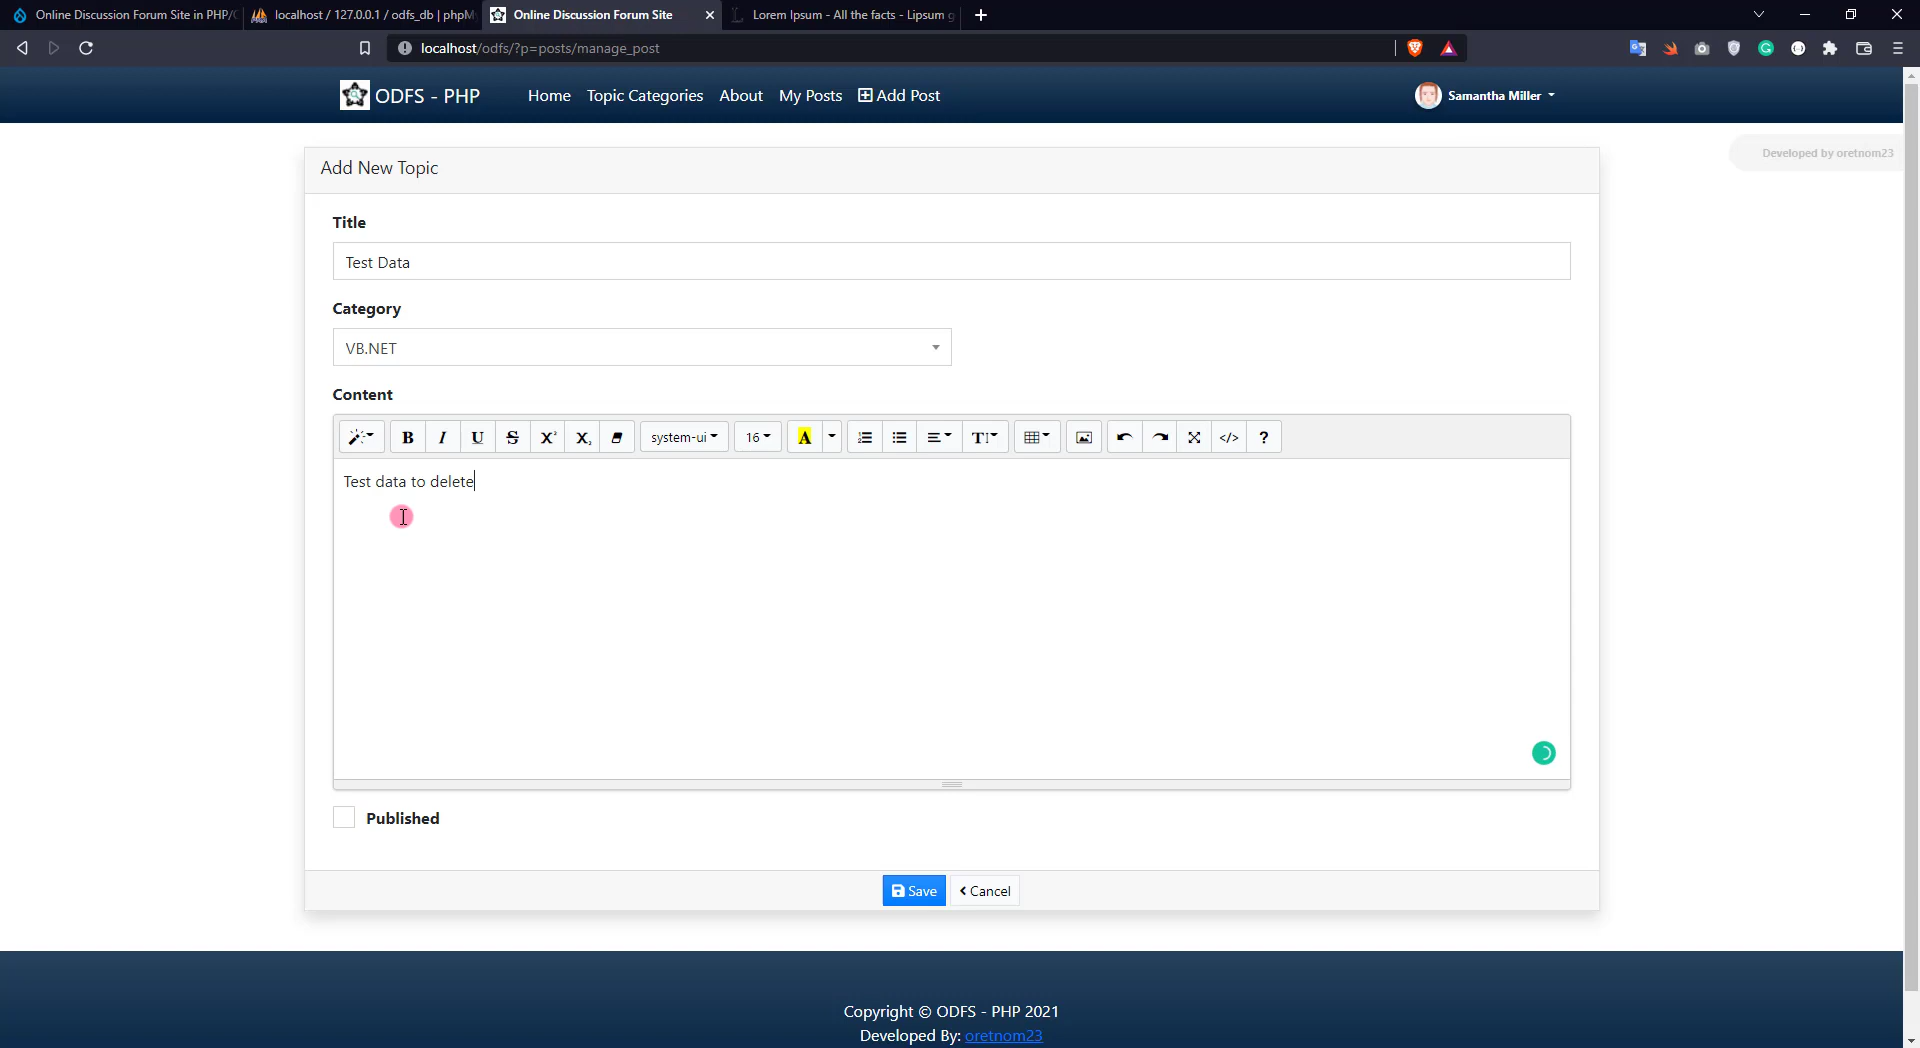 Online Discussion Forum Site in PHP/
localhost / 127.0.0.1 / odfs_db | phpM
Online Discussion Forum Site
Lorem Ipsum - All the facts - Lipsum g
localhost/odfs/?p=posts/manage_post
ODFS - PHP
Home
Topic Categories
About
My Posts
Add Post
Samantha Miller
Developed by oretnom23
Add New Topic
Title
Test Data
Category
VB.NET
Content
B I U S X² X₂ system-ui 16 A T </> ?
Test data to delete
Published
Save
Cancel
Copyright © ODFS - PHP 2021
Developed By: oretnom23